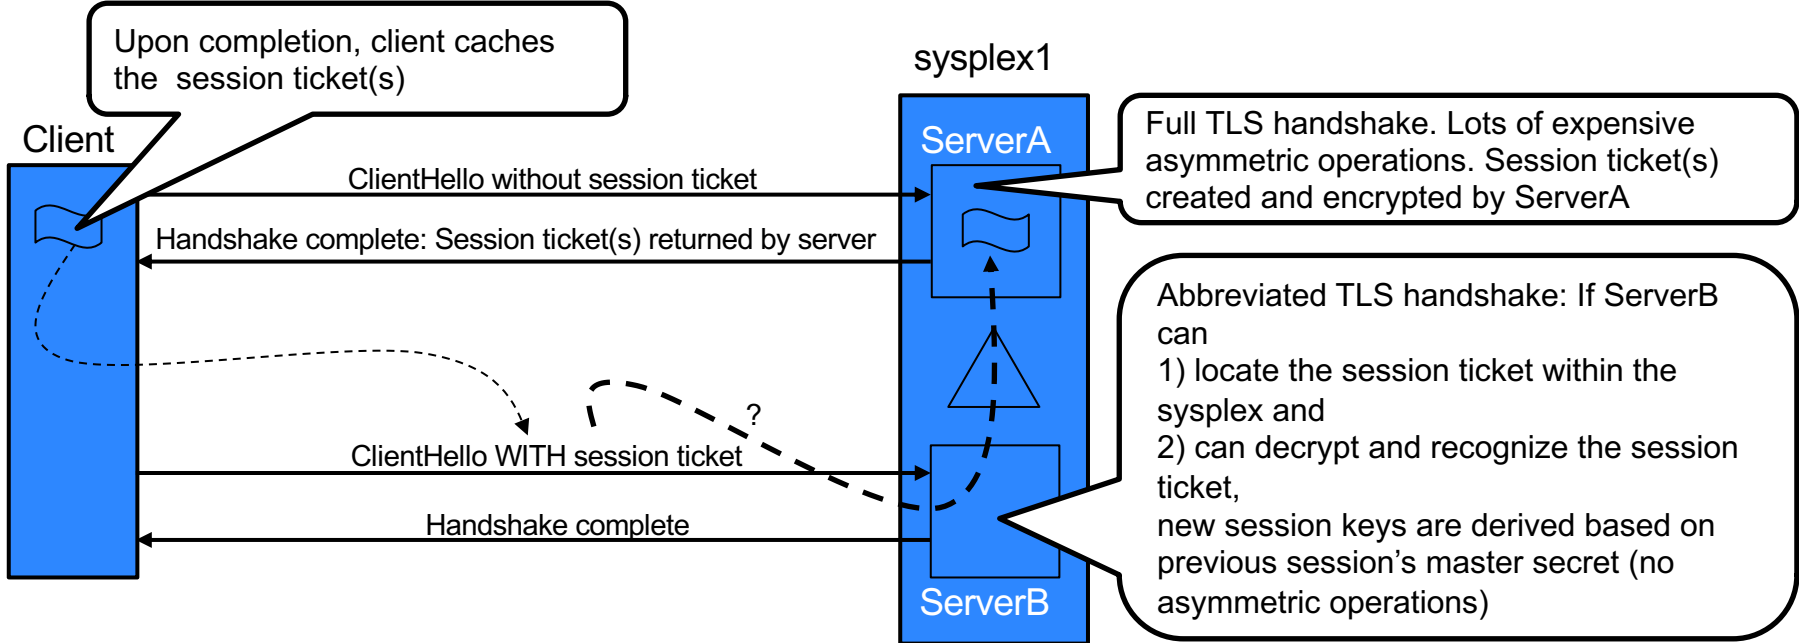 Upon completion, client caches
the  session ticket(s)
sysplex1
Client
ServerA
Full TLS handshake. Lots of expensive
asymmetric operations. Session ticket(s)
created and encrypted by ServerA
ClientHello without session ticket
Handshake complete: Session ticket(s) returned by server
Abbreviated TLS handshake: If ServerB
can
1) locate the session ticket within the
sysplex and
2) can decrypt and recognize the session
ticket,
new session keys are derived based on
previous session’s master secret (no
asymmetric operations)
?
ClientHello WITH session ticket
Handshake complete
ServerB